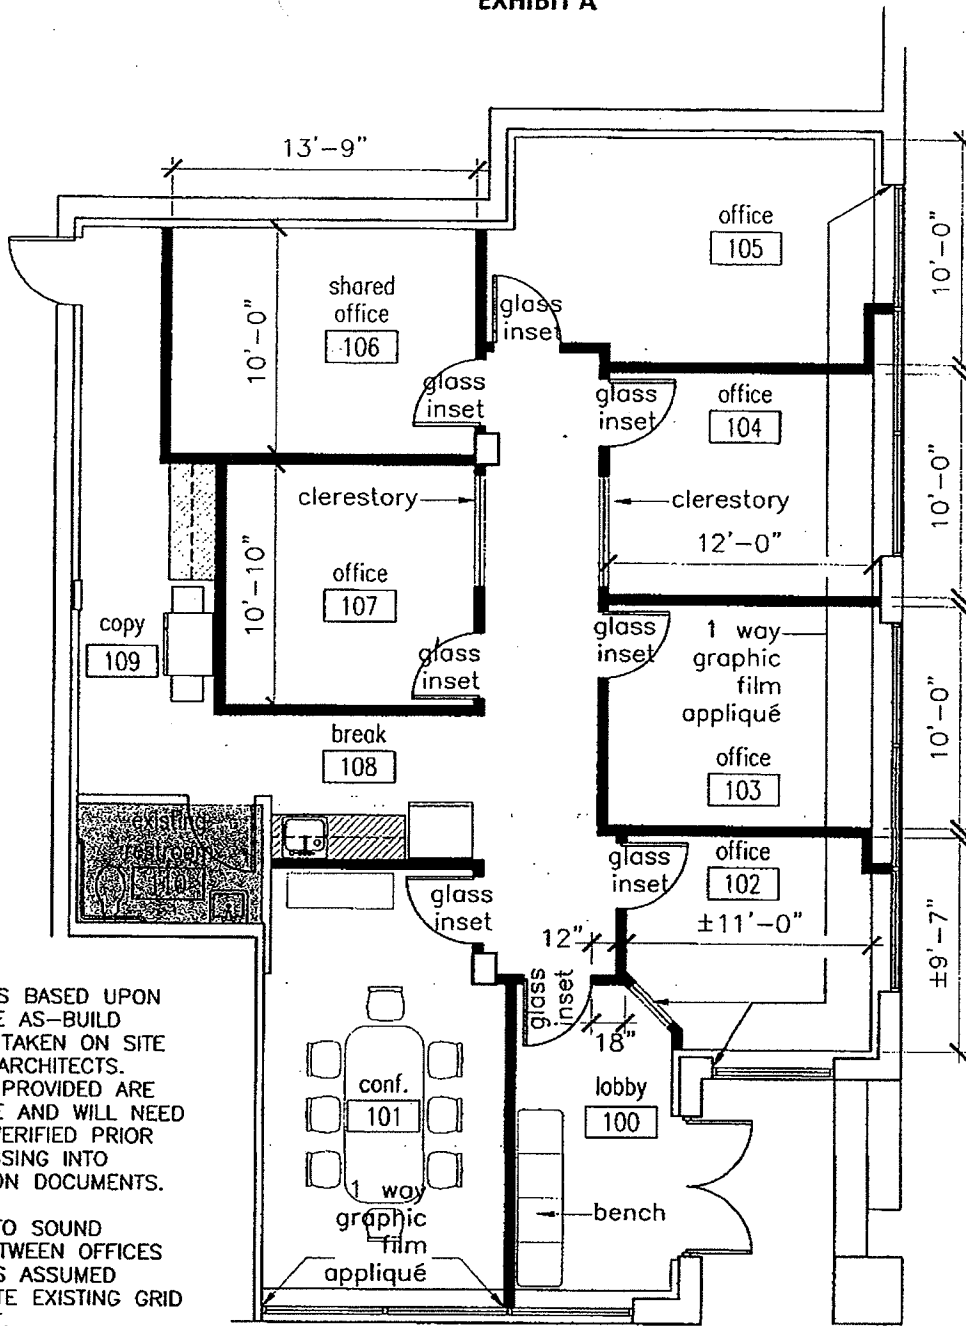 EXHIBIT A
13'-9"
office
105
10'-0"
shared
office
106
10'-0"
glass
inset
glass
inset
glass
inset
office
104
10'-0"
clerestory
clerestory
12'-0"
office
107
10'-10"
copy
109
glass
inset
glass
inset
1 way
graphic
film
appliqué
10'-0"
office
103
break
108
existing
restroom
110
glass
inset
office
102
glass
inset
12"
±11'-0"
±9'-7"
glass
inset
18"
S BASED UPON
E AS-BUILD
TAKEN ON SITE
ARCHITECTS.
PROVIDED ARE
E AND WILL NEED
VERIFIED PRIOR
SSING INTO
ON DOCUMENTS.
conf.
101
lobby
100
1 way
graphic
film
appliqué
bench
TO SOUND
TWEEN OFFICES
S ASSUMED
TE EXISTING GRID